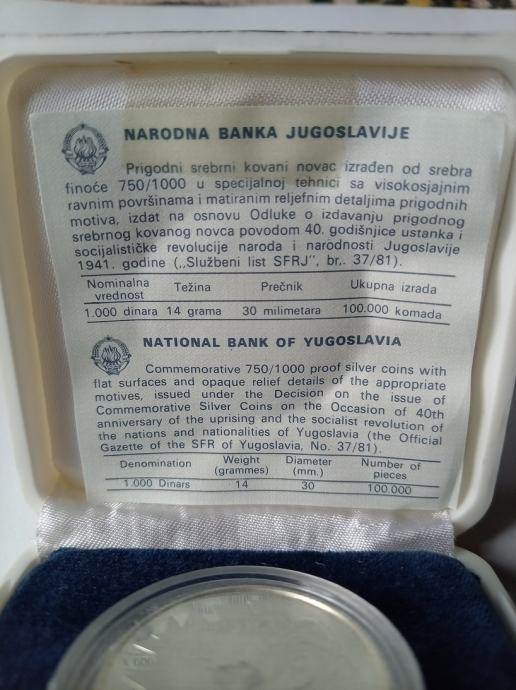 NARODNA BANKA JUGOSLAVIJE
Prigodni srebrni kovani novac izrađen od srebra
finoće 750/1000 u specijalnoj tehnici sa visokosjajnim
ravnim površinama i matiranim reljefnim detaljima prigodnih
motiva, izdat na osnovu Odluke o izdavanju prigodnog
srebrnog kovanog novca povodom 40. godišnjice ustanka i
socijalističke revolucije naroda i narodnosti Jugoslavije
1941. godine („Službeni list SFRJ", br,. 37/81).
Nominalna vrednost Težina Prečnik Ukupna izrada
1.000 dinara 14 grama 30 milimetara 100.000 komada
NATIONAL BANK OF YUGOSLAVIA
Commemorative 750/1000 proof silver coins with
flat surfaces and opaque relief details of the appropriate
motives, issued under the Decision on the issue of
Commemorative Silver Coins on the Occasion of 40th
anniversary of the uprising and the socialist revolution of
the nations and nationalities of Yugoslavia (the Official
Gazette of the SFR of Yugoslavia, No. 37/81).
Denomination Weight (grammes) Diameter (mm.) Number of pieces
1.000 Dinars 14 30 100.000